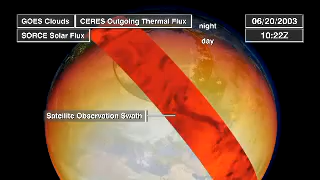 GOES Clouds CERES Outgoing Thermal Flux
SORCE Solar Flux
night
day
06/20/2003
10:22Z
Satellite Observation Swath